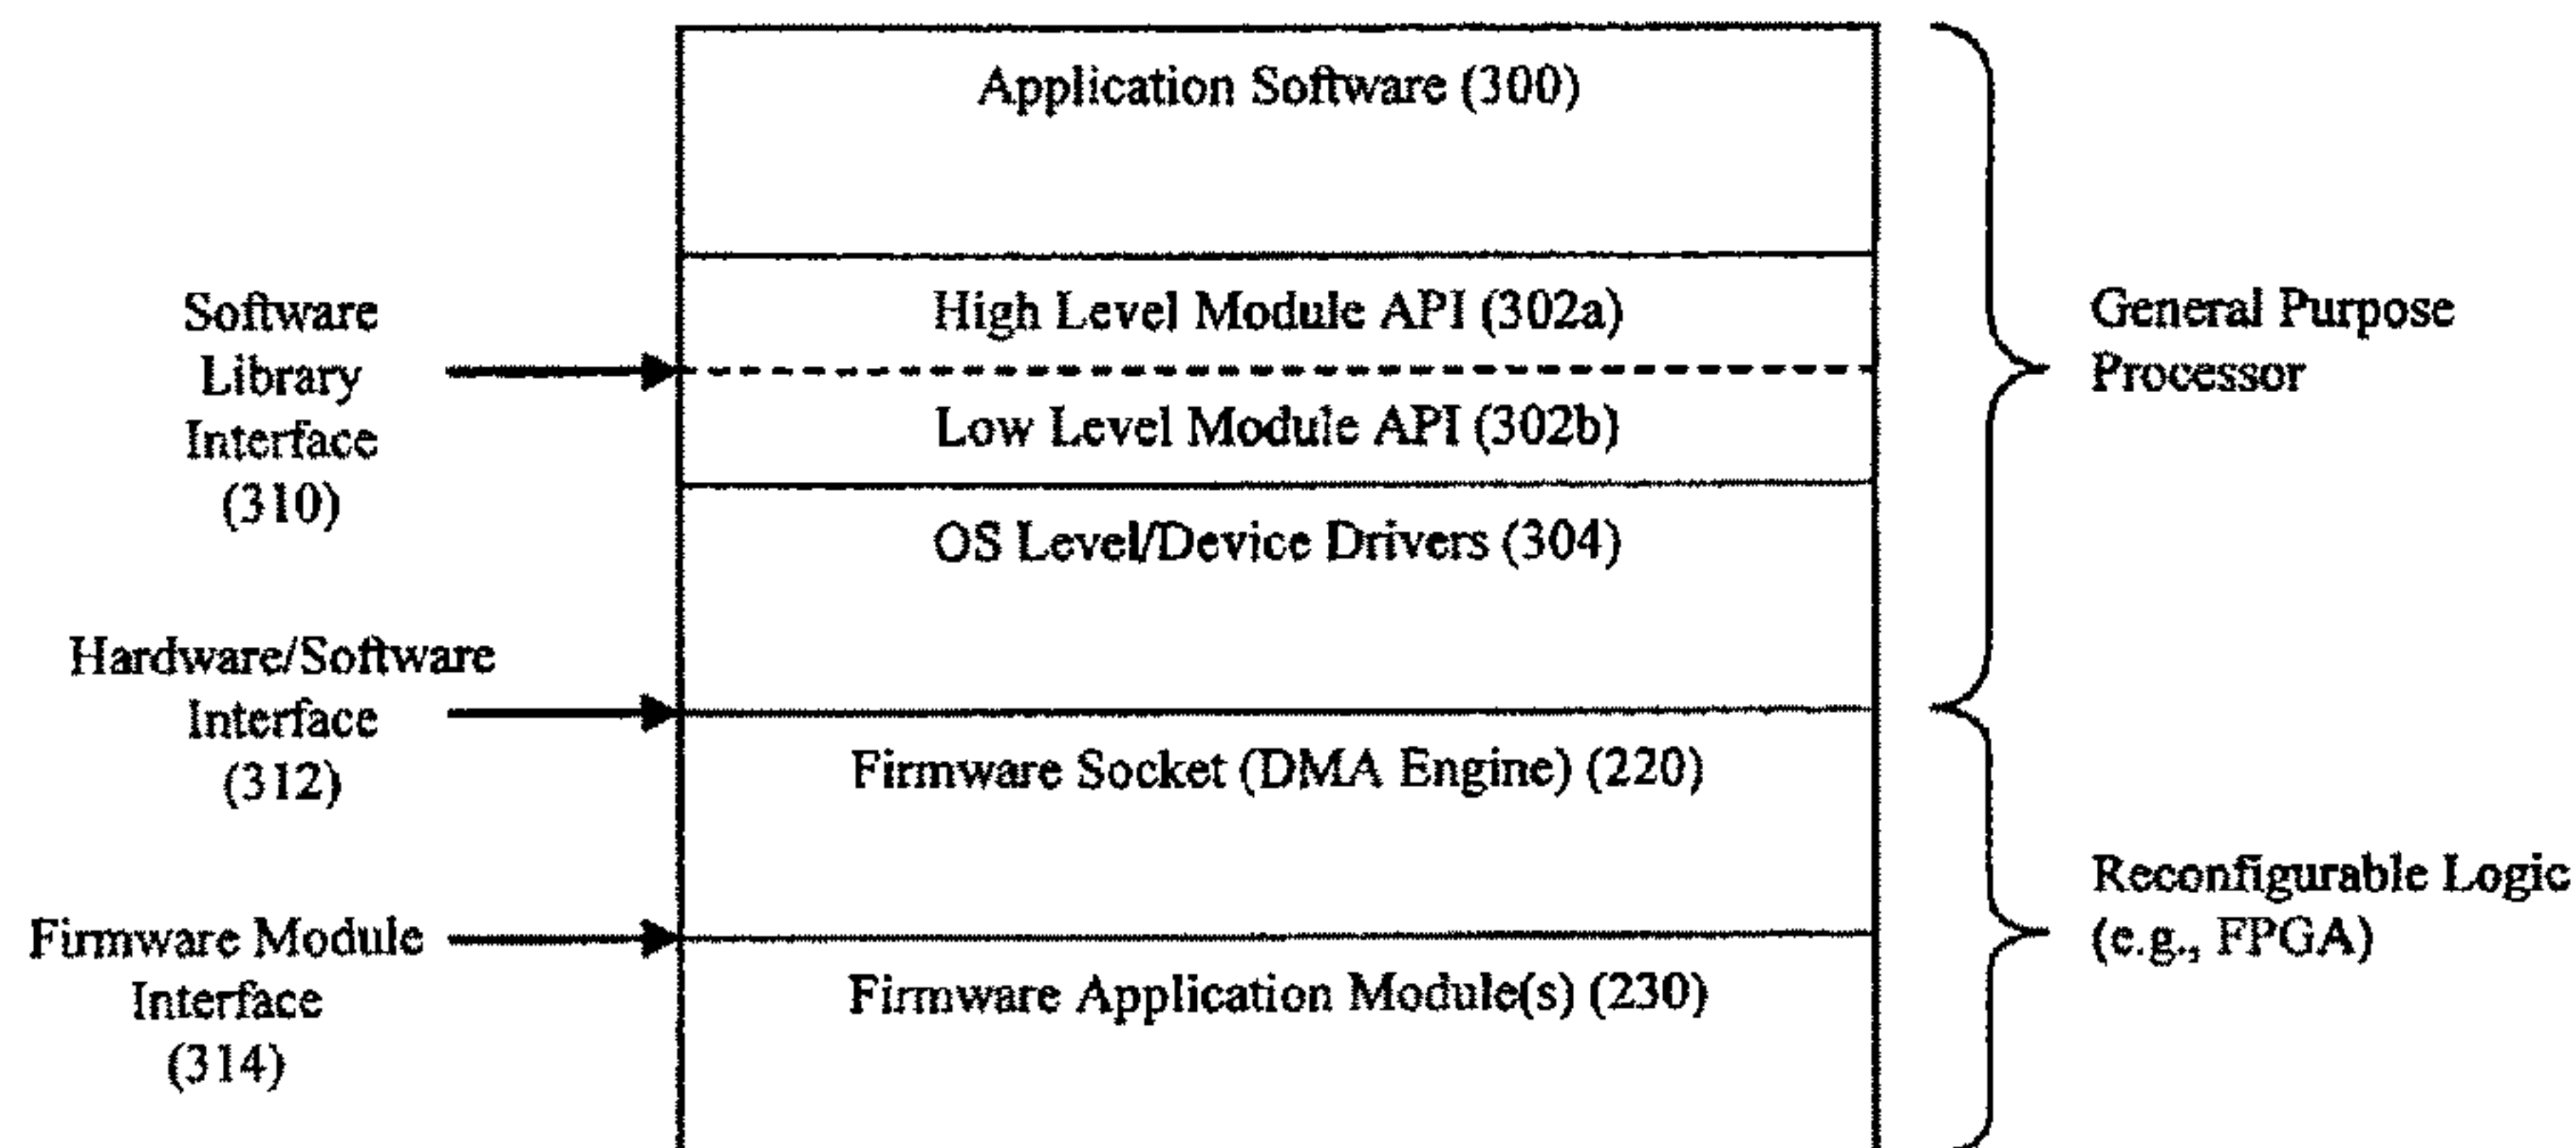 Application Software (300)
Software
Library
Interface
(310)
High Level Module API (302a)
Low Level Module API (302b)
General Purpose
Processor
OS Level/Device Drivers (304)
Hardware/Software
Interface
(312)
Firmware Socket (DMA Engine) (220)
Reconfigurable Logic
(e.g., FPGA)
Firmware Module
Interface
(314)
Firmware Application Module(s) (230)